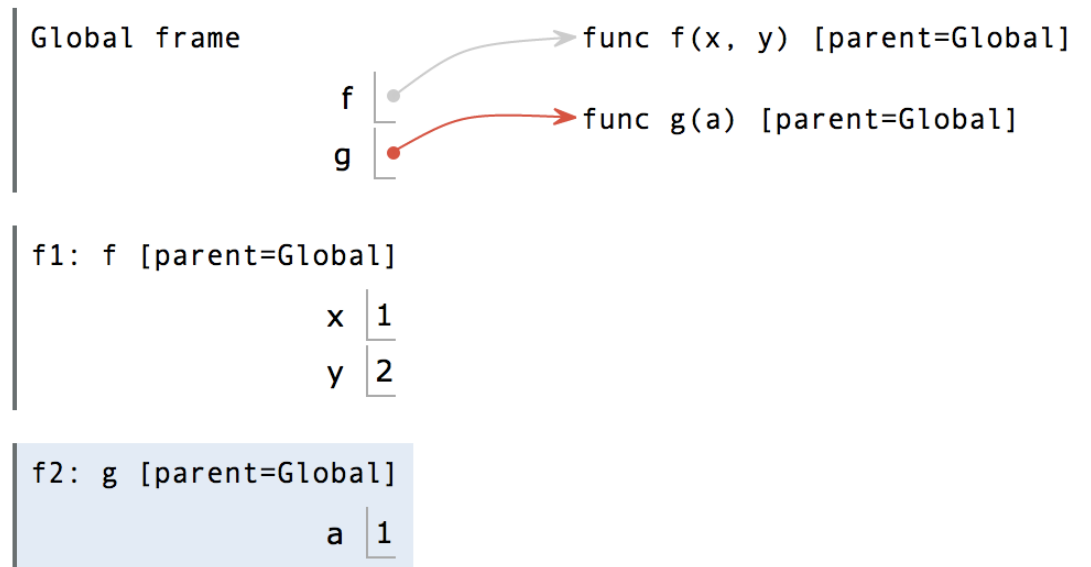 Global frame
func f(x, y) [parent=Global]
f
func g(a) [parent=Global]
g
f1: f [parent=Global]
x 1
y 2
f2: g [parent=Global]
a 1